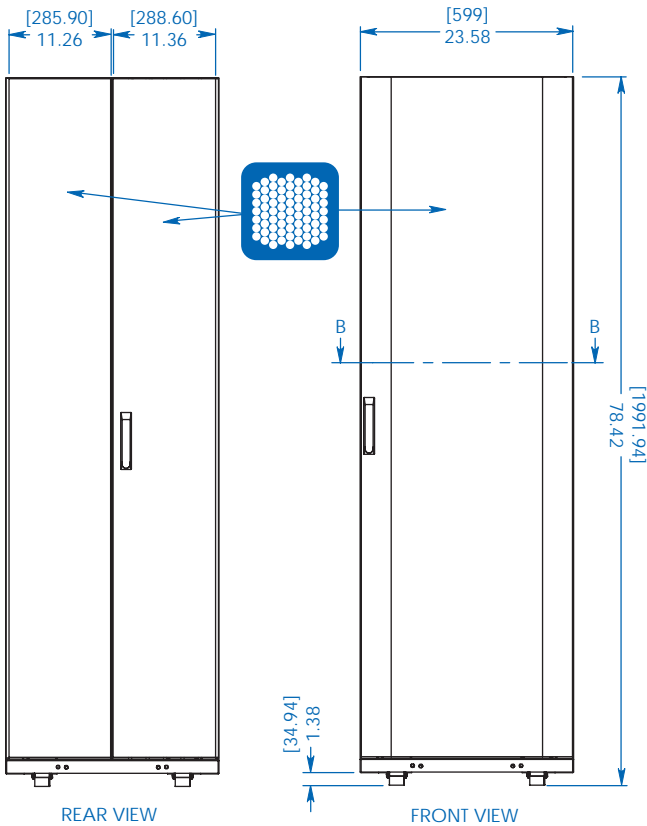 [285.90]
11.26
[288.60]
11.36
[599]
23.58
B
B
[1991.94]
78.42
[34.94]
1.38
REAR VIEW
FRONT VIEW